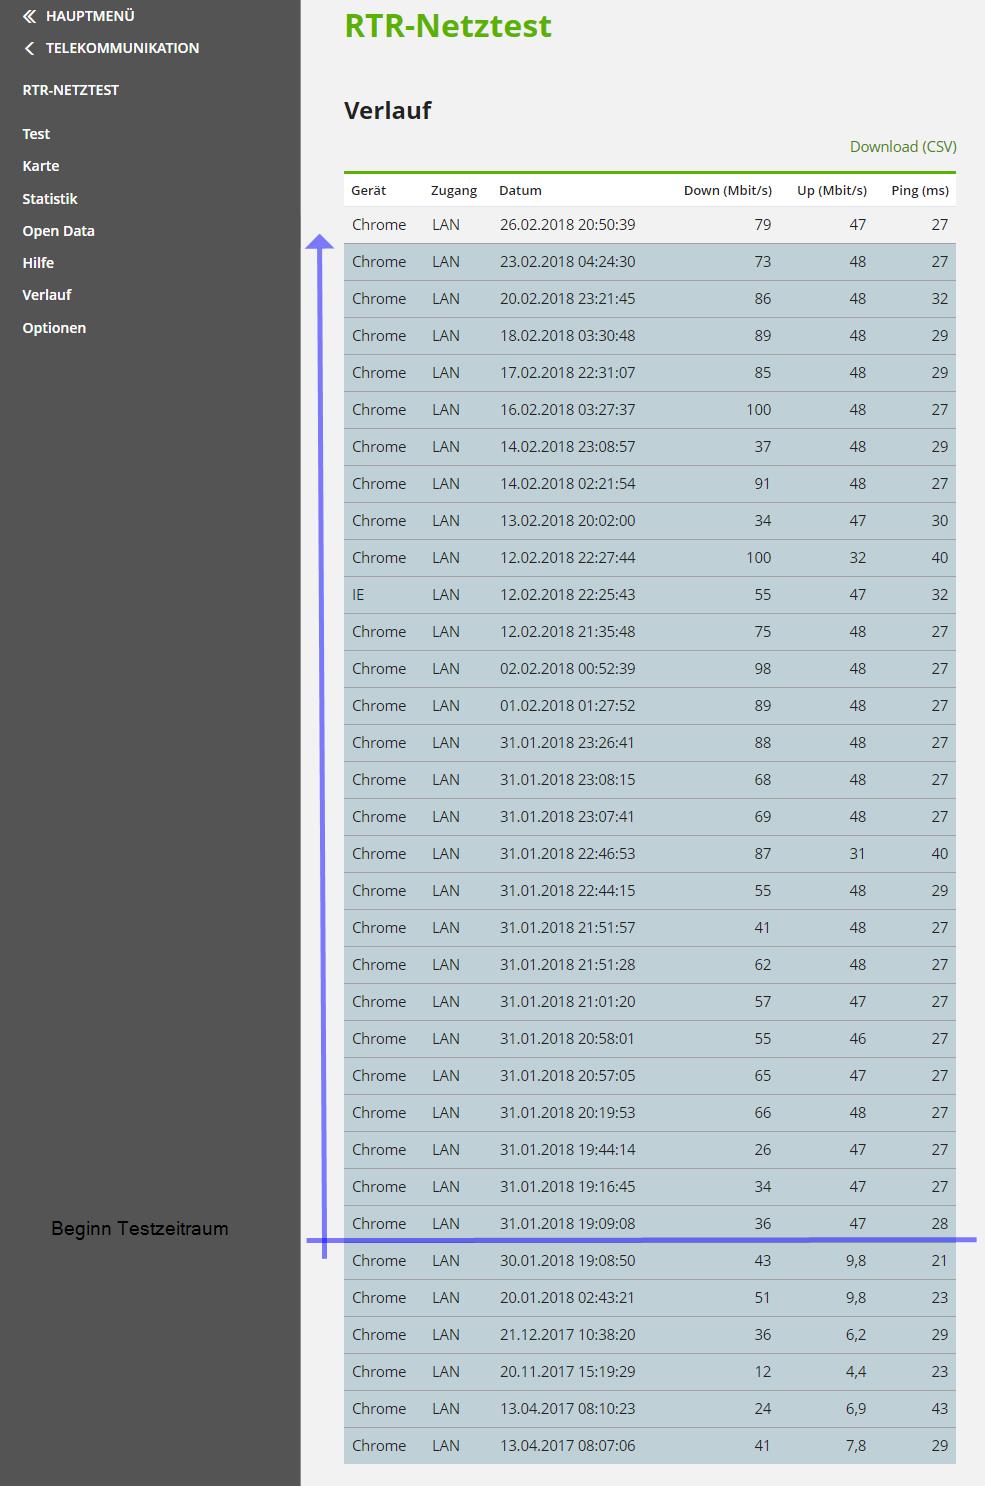 HAUPTMENÜ
TELEKOMMUNIKATION
RTR-NETZTEST
Test
Karte
Statistik
Open Data
Hilfe
Verlauf
Optionen
Beginn Testzeitraum
RTR-Netztest
Verlauf
Download (CSV)
Gerät Zugang Datum Down (Mbit/s) Up (Mbit/s) Ping (ms)
Chrome LAN 26.02.2018 20:50:39 79 47 27
Chrome LAN 23.02.2018 04:24:30 73 48 27
Chrome LAN 20.02.2018 23:21:45 86 48 32
Chrome LAN 18.02.2018 03:30:48 89 48 29
Chrome LAN 17.02.2018 22:31:07 85 48 29
Chrome LAN 16.02.2018 03:27:37 100 48 27
Chrome LAN 14.02.2018 23:08:57 37 48 29
Chrome LAN 14.02.2018 02:21:54 91 48 27
Chrome LAN 13.02.2018 20:02:00 34 47 30
Chrome LAN 12.02.2018 22:27:44 100 32 40
IE LAN 12.02.2018 22:25:43 55 47 32
Chrome LAN 12.02.2018 21:35:48 75 48 27
Chrome LAN 02.02.2018 00:52:39 98 48 27
Chrome LAN 01.02.2018 01:27:52 89 48 27
Chrome LAN 31.01.2018 23:26:41 88 48 27
Chrome LAN 31.01.2018 23:08:15 68 48 27
Chrome LAN 31.01.2018 23:07:41 69 48 27
Chrome LAN 31.01.2018 22:46:53 87 31 40
Chrome LAN 31.01.2018 22:44:15 55 48 29
Chrome LAN 31.01.2018 21:51:57 41 48 27
Chrome LAN 31.01.2018 21:51:28 62 48 27
Chrome LAN 31.01.2018 21:01:20 57 47 27
Chrome LAN 31.01.2018 20:58:01 55 46 27
Chrome LAN 31.01.2018 20:57:05 65 47 27
Chrome LAN 31.01.2018 20:19:53 66 48 27
Chrome LAN 31.01.2018 19:44:14 26 47 27
Chrome LAN 31.01.2018 19:16:45 34 47 27
Chrome LAN 31.01.2018 19:09:08 36 47 28
Chrome LAN 30.01.2018 19:08:50 43 9,8 21
Chrome LAN 20.01.2018 02:43:21 51 9,8 23
Chrome LAN 21.12.2017 10:38:20 36 6,2 29
Chrome LAN 20.11.2017 15:19:29 12 4,4 23
Chrome LAN 13.04.2017 08:10:23 24 6,9 43
Chrome LAN 13.04.2017 08:07:06 41 7,8 29